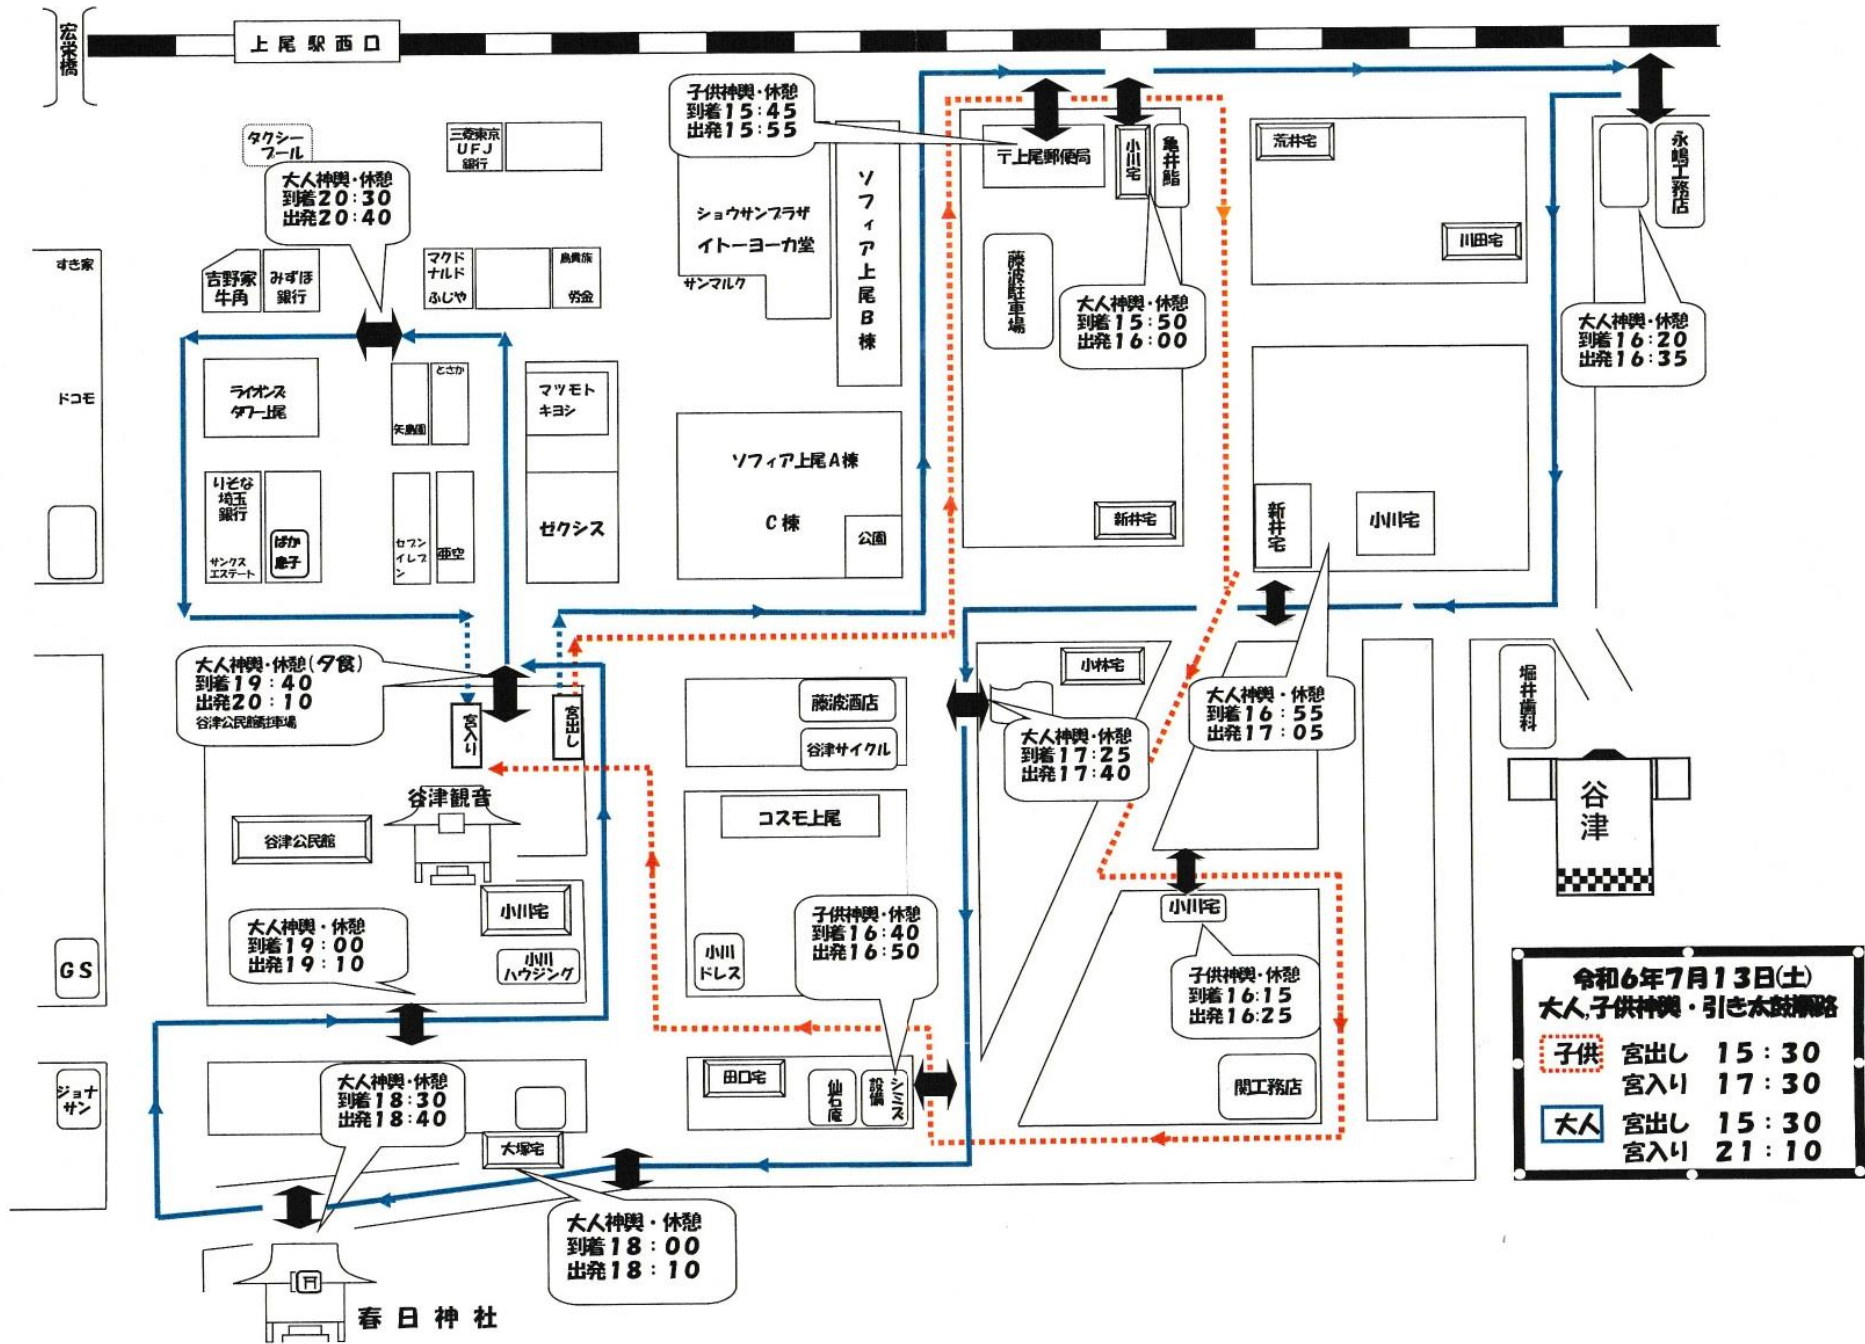 宏栄橋
上尾駅西口
タクシー
プール
三菱東京
UFJ
銀行
子供神輿・休憩
到着15:45
出発15:55
〒上尾郵便局
小川宅
亀井鮨
荒井宅
川田宅
永嶋工務店
大人神輿・休憩
到着20:30
出発20:40
ショウサンプラザ
イトーヨーカ堂
サンマルク
ソフィア上尾B棟
藤波駐車場
大人神輿・休憩
到着15:50
出発16:00
大人神輿・休憩
到着16:20
出発16:35
すき家
ドコモ
吉野家
牛角
みずほ
銀行
マクド
ナルド
ふじや
鳥貴族
労金
ライオンズ
タワー上尾
矢島園
とさか
マツモト
キヨシ
ソフィア上尾A棟
C棟
公園
新井宅
新井宅
小川宅
りそな
埼玉
銀行
サンクス
エステート
ばか
息子
セブン
イレブ
ン
亜空
ゼクシス
大人神輿・休憩(夕食)
到着19:40
出発20:10
谷津公民館駐車場
宮入り
宮出し
藤波酒店
谷津サイクル
小林宅
大人神輿・休憩
到着17:25
出発17:40
大人神輿・休憩
到着16:55
出発17:05
堀井歯科
谷津
谷津観音
谷津公民館
小川宅
小川
ハウジング
コスモ上尾
小川
ドレス
子供神輿・休憩
到着16:40
出発16:50
小川宅
子供神輿・休憩
到着16:15
出発16:25
関工務店
大人神輿・休憩
到着19:00
出発19:10
GS
ジョナ
サン
大人神輿・休憩
到着18:30
出発18:40
田口宅
仙石庵
シミズ
設備
大塚宅
大人神輿・休憩
到着18:00
出発18:10
春日神社
令和6年7月13日(土)
大人,子供神輿・引き太鼓順路
子供 宮出し 15:30
宮入り 17:30
大人 宮出し 15:30
宮入り 21:10